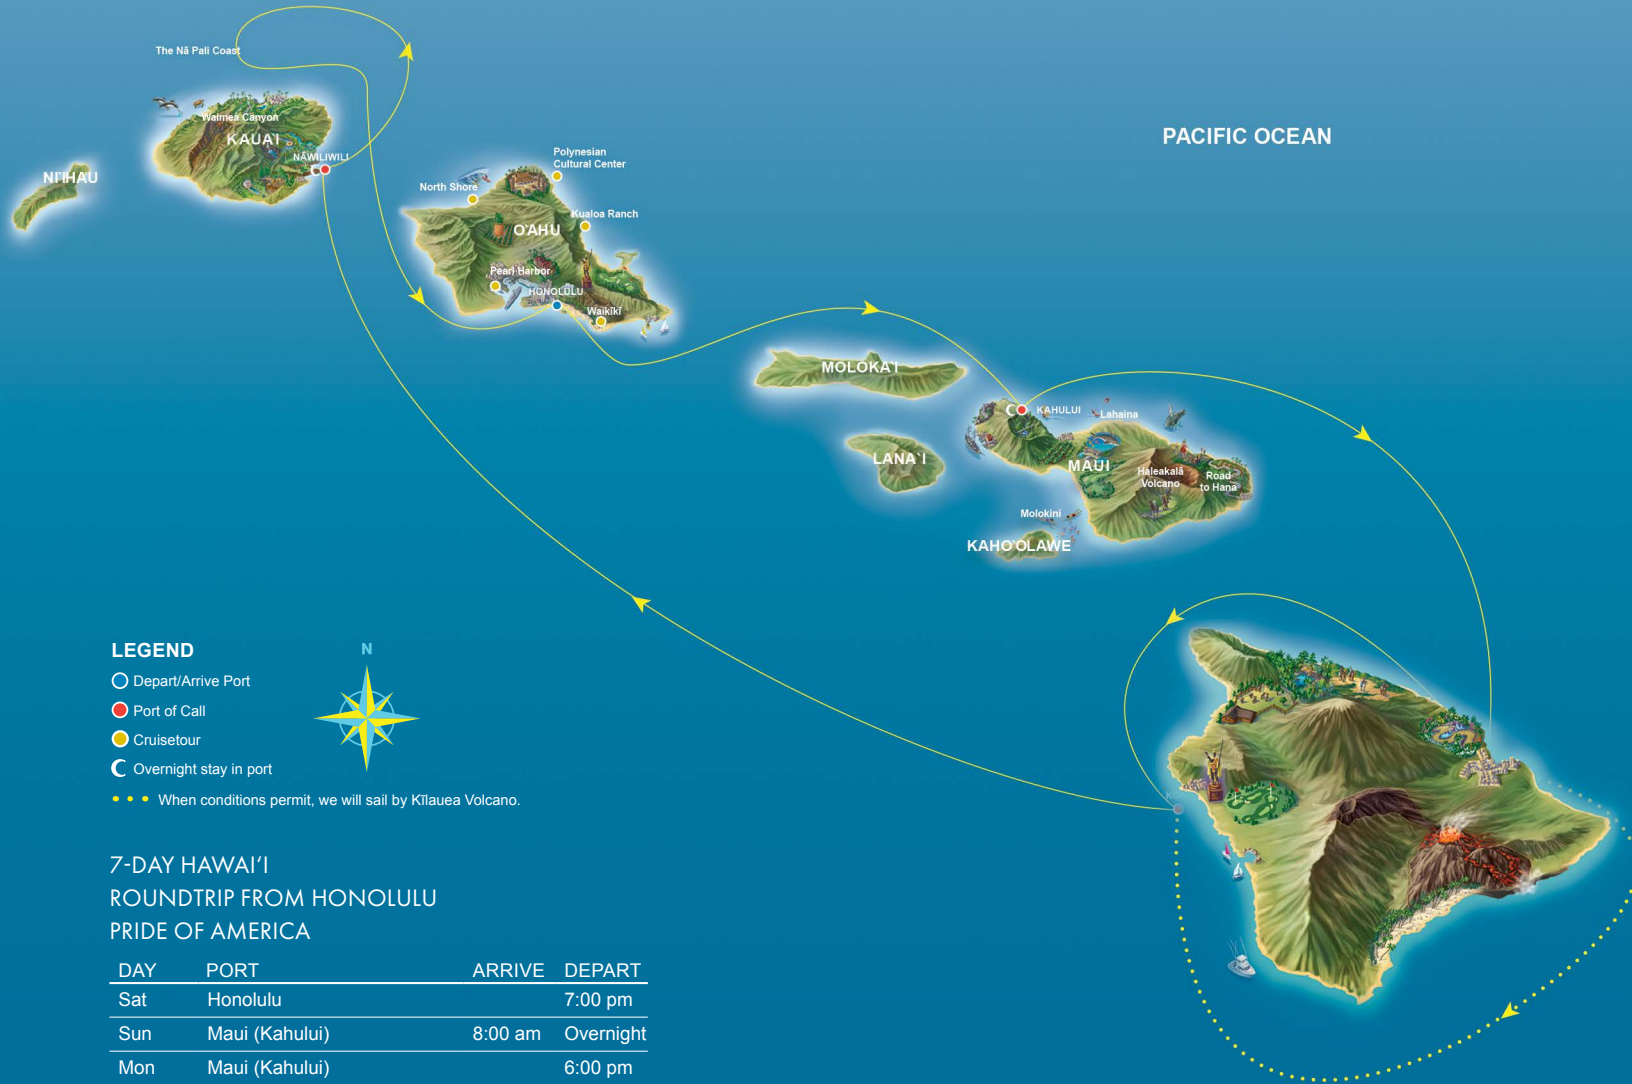 The Nā Pali Coast
PACIFIC OCEAN
Waimea Canyon
KAUA`I
NĀWILIWILI
NI`IHAU
Polynesian
Cultural Center
North Shore
Kualoa Ranch
O`AHU
Pearl Harbor
HONOLULU
Waikīkī
MOLOKA`I
KAHULUI
Lahaina
LANA`I
MAUI
Haleakalā
Volcano
Road
to Hana
Molokini
KAHO`OLAWE
LEGEND
N
Depart/Arrive Port
Port of Call
Cruisetour
Overnight stay in port
When conditions permit, we will sail by Kīlauea Volcano.
7-DAY HAWAI‘I
ROUNDTRIP FROM HONOLULU
PRIDE OF AMERICA
DAY PORT ARRIVE DEPART
Sat Honolulu 7:00 pm
Sun Maui (Kahului) 8:00 am Overnight
Mon Maui (Kahului) 6:00 pm